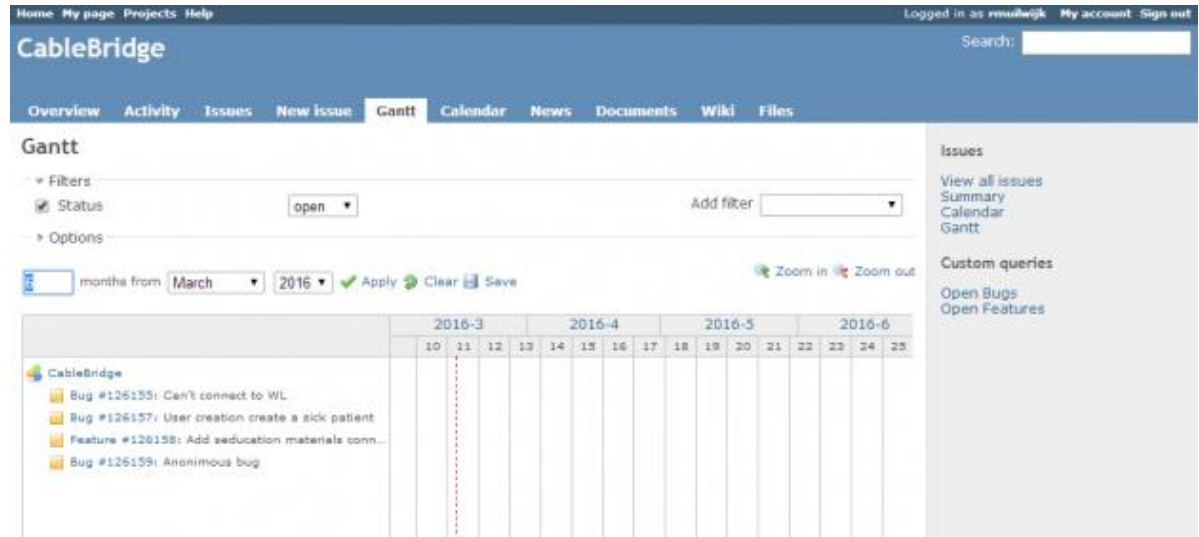 Home My page Projects Help
Logged in as rmuilwijk My account Sign out
CableBridge
Search:
Overview Activity Issues New issue Gantt Calendar News Documents Wiki Files
Gantt
Filters
Status open Add filter
Options
months from March 2016 Apply Clear Save
Zoom in Zoom out
2016-3 2016-4 2016-5 2016-6
10 11 12 13 14 15 16 17 18 19 20 21 22 23 24 25
CableBridge
Bug #126155: Can't connect to WL
Bug #126157: User creation create a sick patient
Feature #126158: Add seducation materials conn...
Bug #126159: Anonimous bug
Issues
View all issues
Summary
Calendar
Gantt
Custom queries
Open Bugs
Open Features